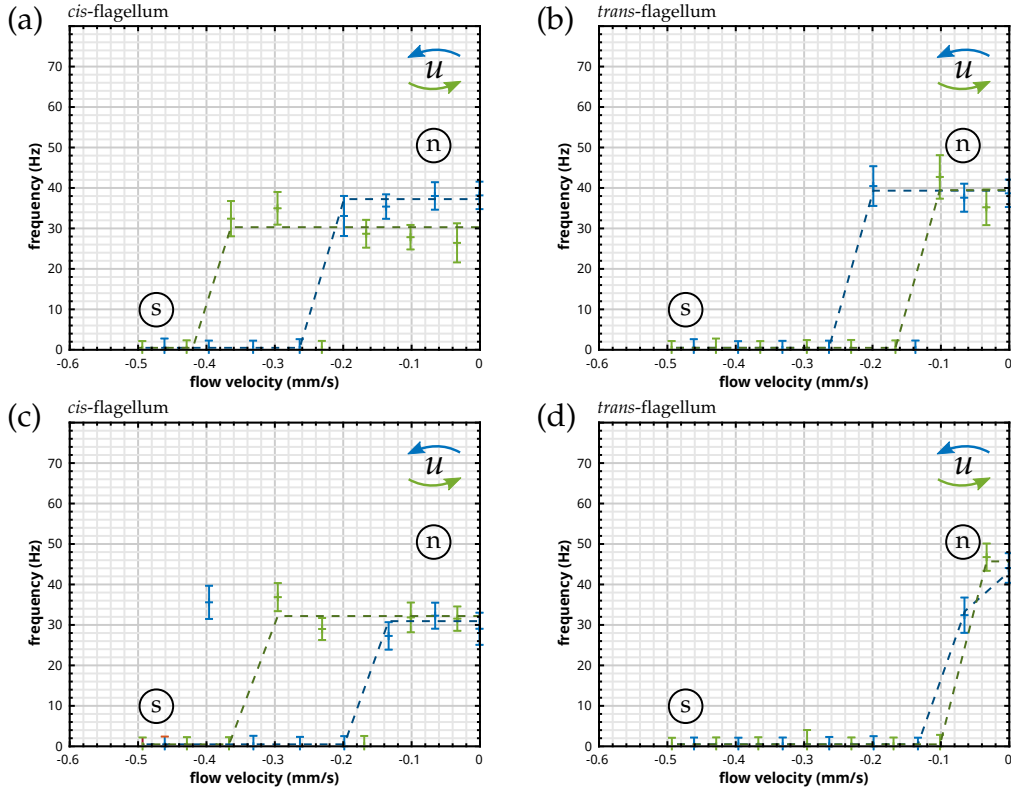 (a) cis-flagellum
80
70
60
50
40
30
20
10
0
frequency (Hz)
u
n
s
-0.6 -0.5 -0.4 -0.3 -0.2 -0.1 0
flow velocity (mm/s)
(b) trans-flagellum
80
70
60
50
40
30
20
10
0
frequency (Hz)
u
n
s
-0.6 -0.5 -0.4 -0.3 -0.2 -0.1 0
flow velocity (mm/s)
(c) cis-flagellum
70
60
50
40
30
20
10
0
frequency (Hz)
u
n
s
-0.6 -0.5 -0.4 -0.3 -0.2 -0.1 0
flow velocity (mm/s)
(d) trans-flagellum
70
60
50
40
30
20
10
0
frequency (Hz)
u
n
s
-0.6 -0.5 -0.4 -0.3 -0.2 -0.1 0
flow velocity (mm/s)